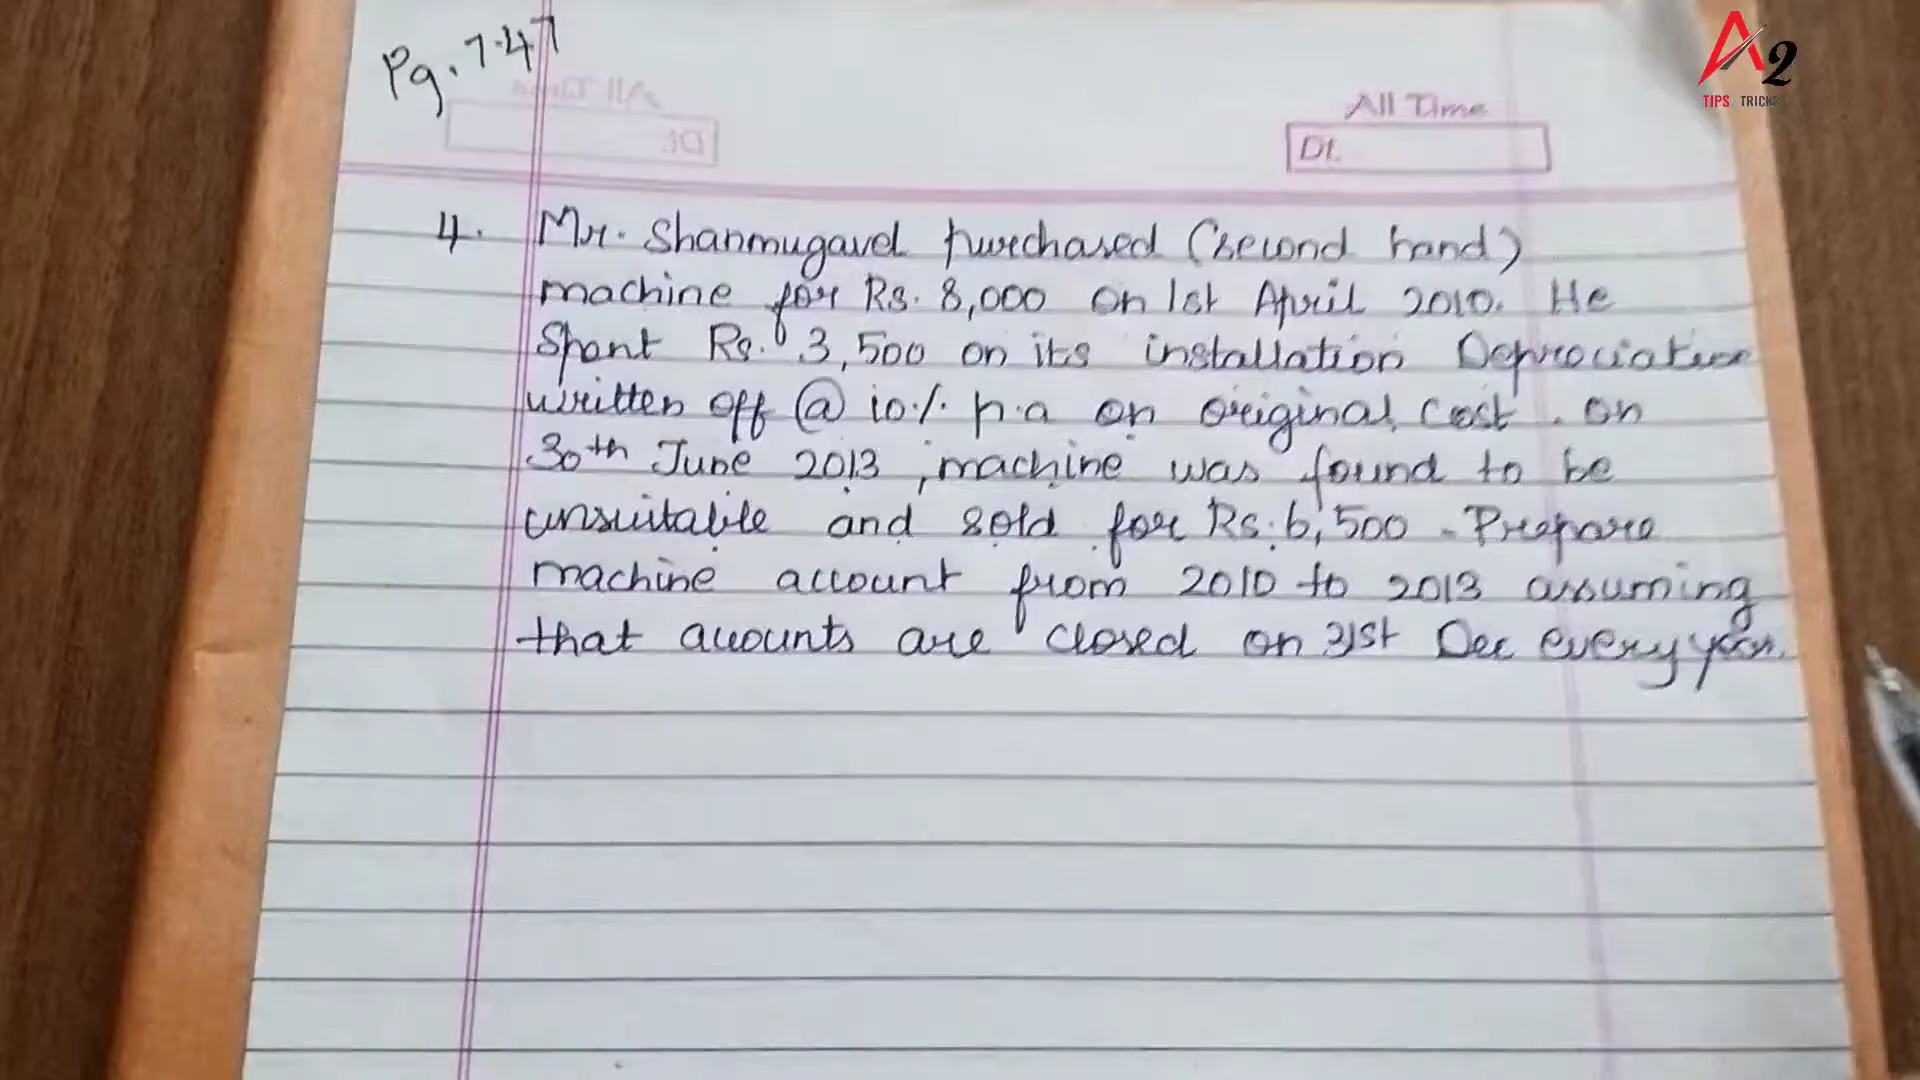 Pg. 7.47
A2
TIPS TRICKS
All Time
Dt.
4. Mr. Shanmugavel purchased (second hand)
machine for Rs. 8,000 on 1st April 2010. He
Spent Rs. 3,500 on its installation Depreciation
written off @ 10% p.a on original cost. on
30th June 2013, machine was found to be
unsuitable and sold for Rs. 6,500 - Prepare
machine account from 2010 to 2013 assuming
that accounts are closed on 31st Dec every year.